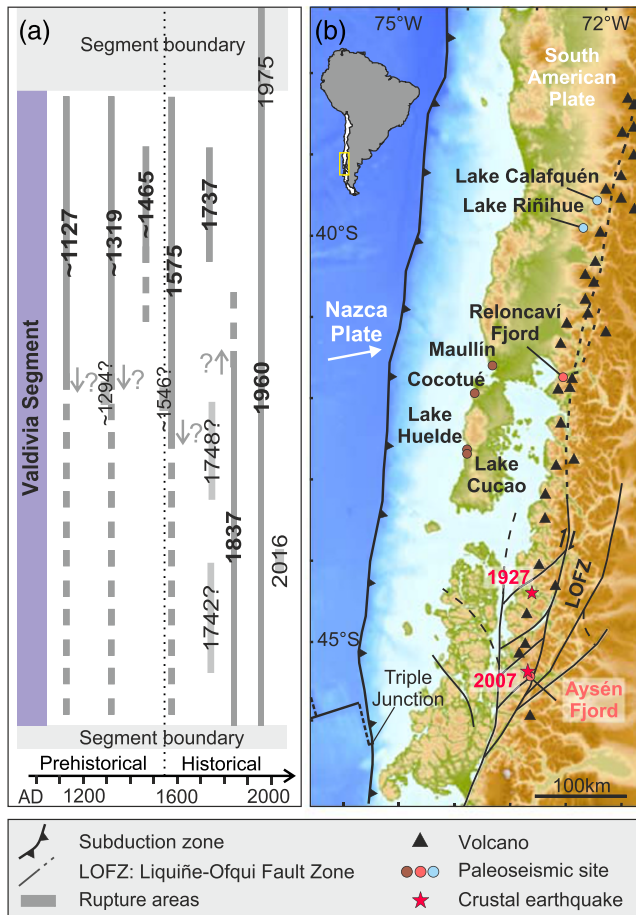 (a)
Segment boundary
1975
Valdivia Segment
~1127
~1319
~1465
1575
1737
?
?
~1294?
~1546?
?
?
1748?
1742?
1837
1960
2016
Segment boundary
Prehistorical
Historical
AD
1200
1600
2000
(b)
75°W
72°W
South
American
Plate
Lake Calafquén
Lake Riñihue
40°S
Nazca
Plate
Reloncaví
Fjord
Maullín
Cocotué
Lake
Huelde
Lake
Cucao
1927
LOFZ
45°S
2007
Triple
Junction
Aysén
Fjord
100km
Subduction zone
LOFZ: Liquiñe-Ofqui Fault Zone
Rupture areas
Volcano
Paleoseismic site
Crustal earthquake